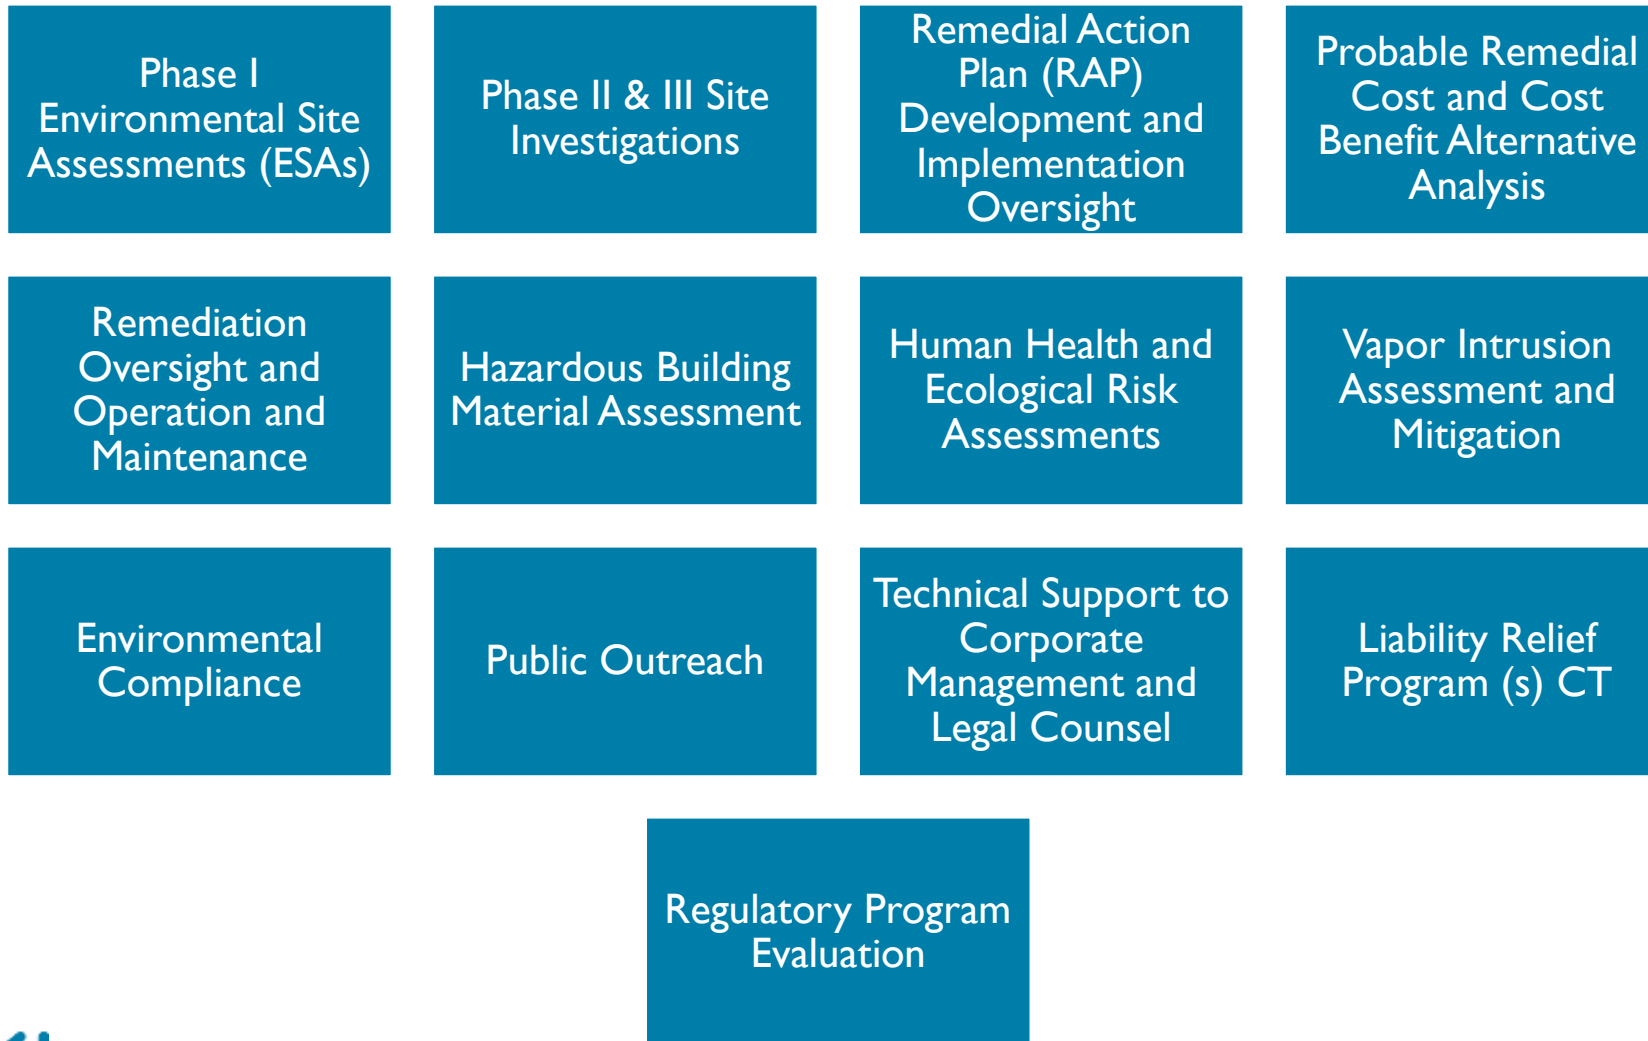 Phase I
Environmental Site
Assessments (ESAs)
Phase II & III Site
Investigations
Remedial Action
Plan (RAP)
Development and
Implementation
Oversight
Probable Remedial
Cost and Cost
Benefit Alternative
Analysis
Remediation
Oversight and
Operation and
Maintenance
Hazardous Building
Material Assessment
Human Health and
Ecological Risk
Assessments
Vapor Intrusion
Assessment and
Mitigation
Environmental
Compliance
Public Outreach
Technical Support to
Corporate
Management and
Legal Counsel
Liability Relief
Program (s) CT
Regulatory Program
Evaluation